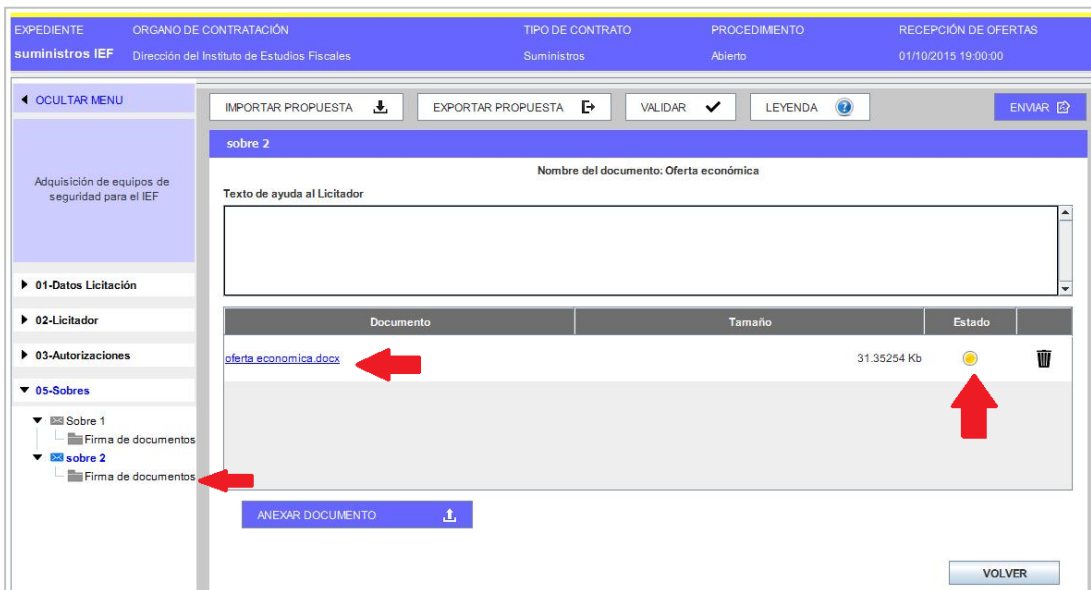 EXPEDIENTE ORGANO DE CONTRATACIÓN TIPO DE CONTRATO PROCEDIMIENTO RECEPCIÓN DE OFERTAS
suministros IEF Dirección del Instituto de Estudios Fiscales Suministros Abierto 01/10/2015 19:00:00
OCULTAR MENU
IMPORTAR PROPUESTA EXPORTAR PROPUESTA VALIDAR LEYENDA ? ENVIAR
sobre 2
Nombre del documento: Oferta económica
Adquisición de equipos de
seguridad para el IEF
Texto de ayuda al Licitador
01-Datos Licitación
02-Licitador
03-Autorizaciones
05-Sobres
Sobre 1
Firma de documentos
sobre 2
Firma de documentos
Documento Tamaño Estado
oferta economica.docx 31.35254 Kb
ANEXAR DOCUMENTO
VOLVER